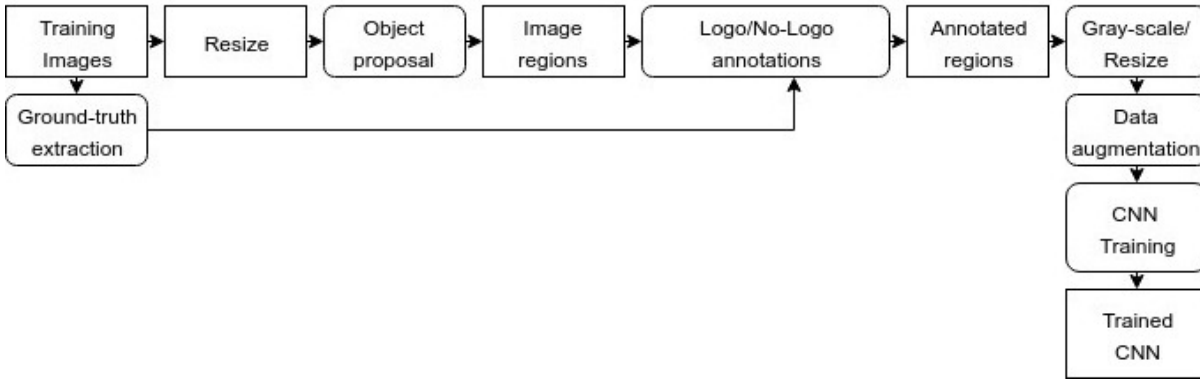 Training
Images
Resize
Object
proposal
Image
regions
Logo/No-Logo
annotations
Annotated
regions
Gray-scale/
Resize
Ground-truth
extraction
Data
augmentation
CNN
Training
Trained
CNN